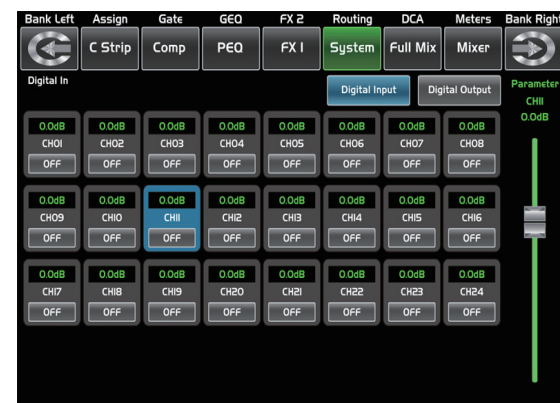 Bank Left Assign Gate GEQ FX 2 Routing DCA Meters Bank Right
C Strip Comp PEQ FX 1 System Full Mix Mixer
Digital In Digital Input Digital Output Parameter
CH11
0.0dB
0.0dB 0.0dB 0.0dB 0.0dB 0.0dB 0.0dB 0.0dB 0.0dB
CH01 CH02 CH03 CH04 CH05 CH06 CH07 CH08
OFF OFF OFF OFF OFF OFF OFF OFF
0.0dB 0.0dB 0.0dB 0.0dB 0.0dB 0.0dB 0.0dB 0.0dB
CH09 CH10 CH11 CH12 CH13 CH14 CH15 CH16
OFF OFF OFF OFF OFF OFF OFF OFF
0.0dB 0.0dB 0.0dB 0.0dB 0.0dB 0.0dB 0.0dB 0.0dB
CH17 CH18 CH19 CH20 CH21 CH22 CH23 CH24
OFF OFF OFF OFF OFF OFF OFF OFF